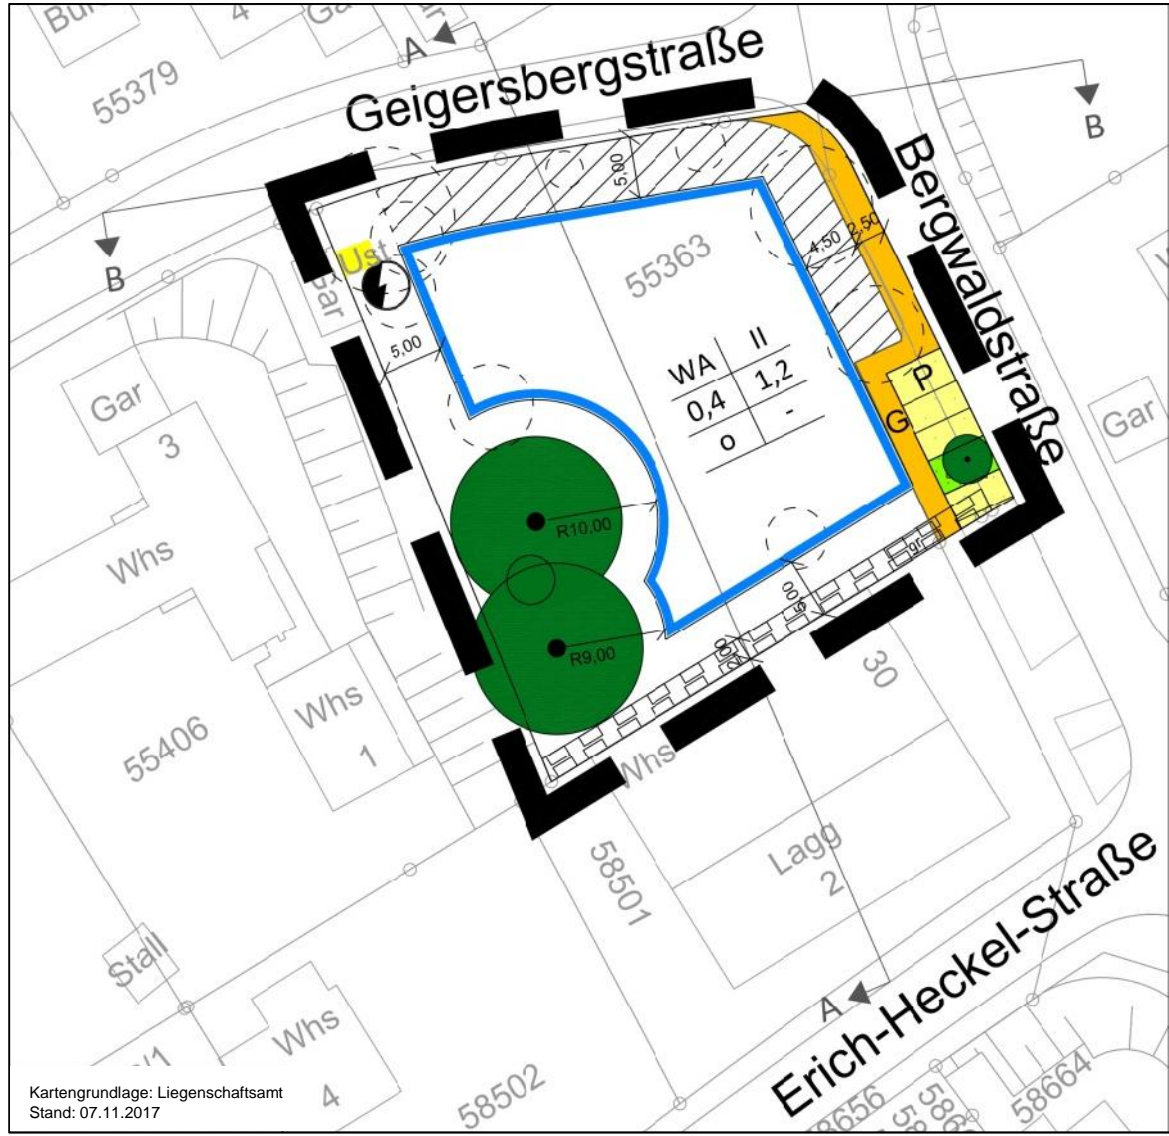 4
A
55379
Geigersbergstraße
B
Bergwaldstraße
5,00
Ust
Gar
B
55363
4,50
2,50
5,00
WA
II
0,4
1,2
o
-
P
G
Gar
3
Gar
Whs
R10,00
gr
5,00
R9,00
2,00
30
Whs
1
55406
Whs
58501
Lagg
2
Stall
A
Erich-Heckel-Straße
Whs
4
58502
58664
Kartengrundlage: Liegenschaftsamt
Stand: 07.11.2017